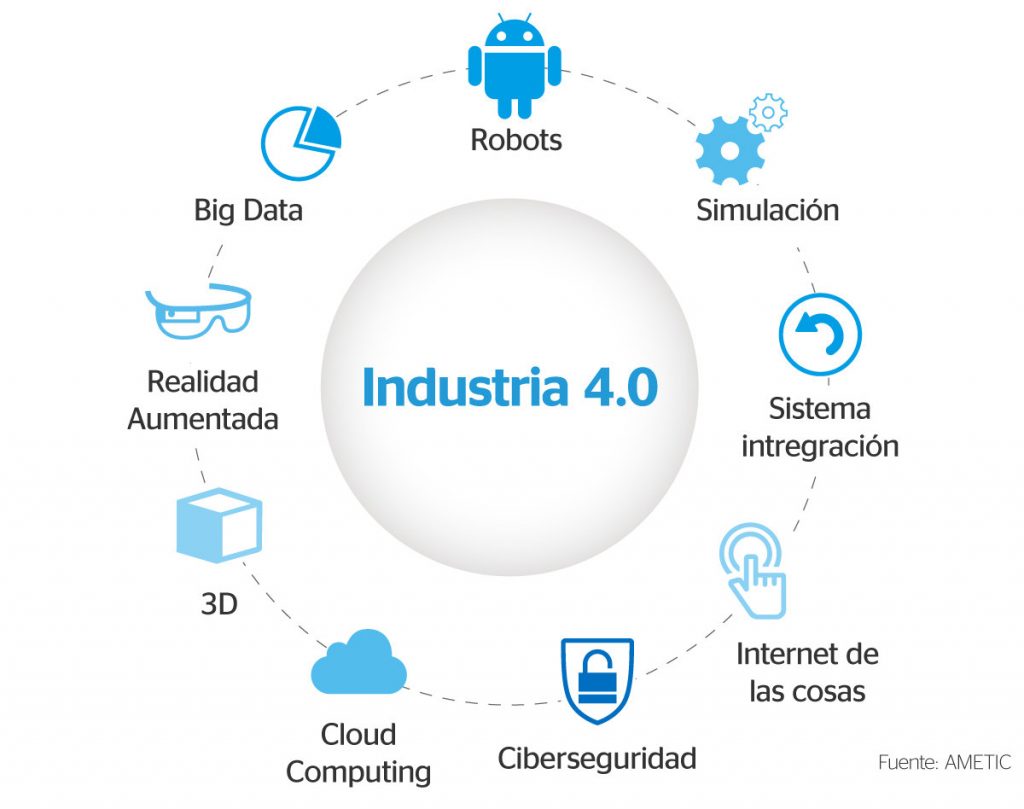 Robots
Big Data
Simulación
Realidad
Aumentada
Industria 4.0
Sistema
intregración
3D
Internet de
las cosas
Cloud
Computing
Ciberseguridad
Fuente: AMETIC